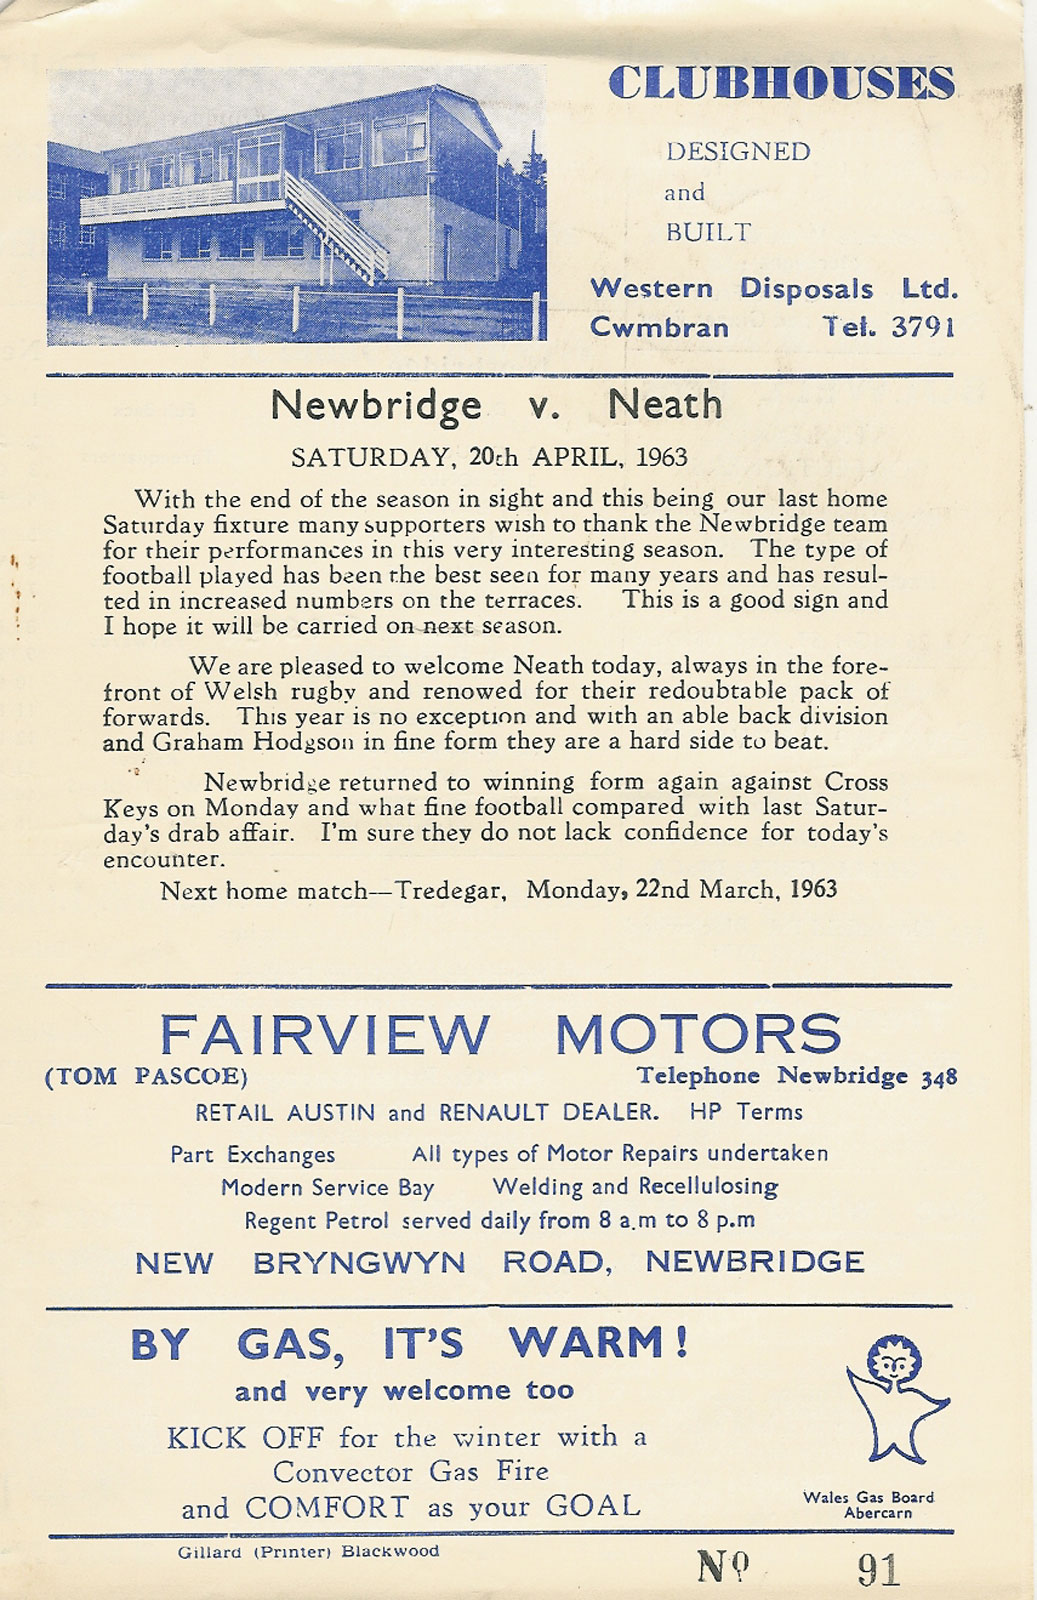 CLUBHOUSES
DESIGNED
and
BUILT
Western Disposals Ltd.
Cwmbran Tel. 3791
Newbridge v. Neath
SATURDAY, 20th APRIL, 1963
With the end of the season in sight and this being our last home
Saturday fixture many supporters wish to thank the Newbridge team
for their performances in this very interesting season. The type of
football played has been the best seen for many years and has resul-
ted in increased numbers on the terraces. This is a good sign and
I hope it will be carried on next season.
We are pleased to welcome Neath today, always in the fore-
front of Welsh rugby and renowed for their redoubtable pack of
forwards. This year is no exception and with an able back division
and Graham Hodgson in fine form they are a hard side to beat.
Newbridge returned to winning form again against Cross
Keys on Monday and what fine football compared with last Satur-
day's drab affair. I'm sure they do not lack confidence for today's
encounter.
Next home match—Tredegar, Monday, 22nd March, 1963
FAIRVIEW MOTORS
(TOM PASCOE) Telephone Newbridge 348
RETAIL AUSTIN and RENAULT DEALER. HP Terms
Part Exchanges All types of Motor Repairs undertaken
Modern Service Bay Welding and Recellulosing
Regent Petrol served daily from 8 a.m to 8 p.m
NEW BRYNGWYN ROAD, NEWBRIDGE
BY GAS, IT'S WARM!
and very welcome too
KICK OFF for the winter with a
Convector Gas Fire
and COMFORT as your GOAL
Wales Gas Board
Abercarn
Gillard (Printer) Blackwood
Nº 91